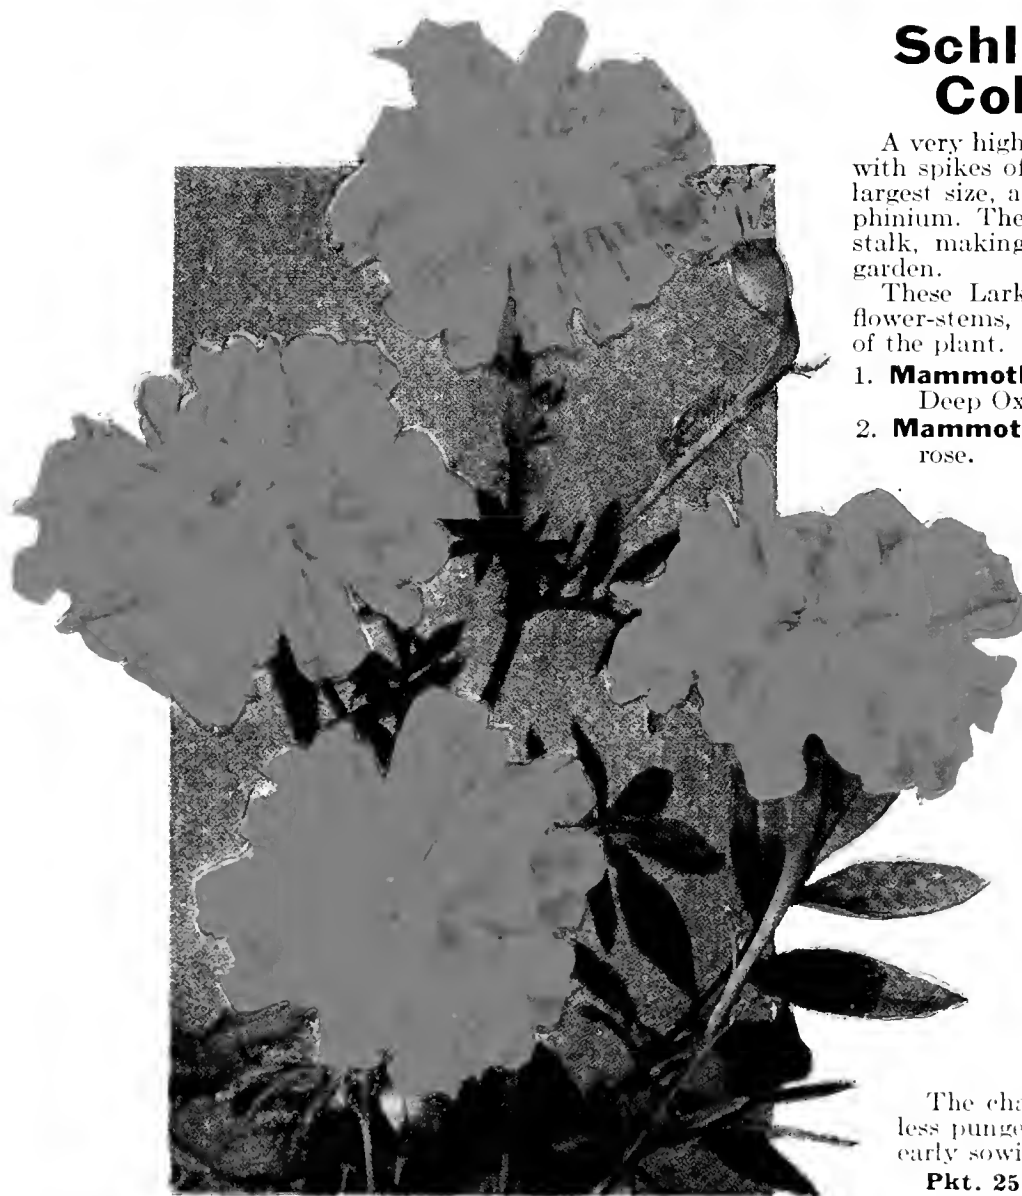 Schl
Col
A very high
with spikes of
largest size, a
phinium. The
stalk, making
garden.
These Lark
flower-stems,
of the plant.
1. Mammoth
Deep Ox
2. Mammot
rose.
The cha
less punge
early sowi
Pkt. 25